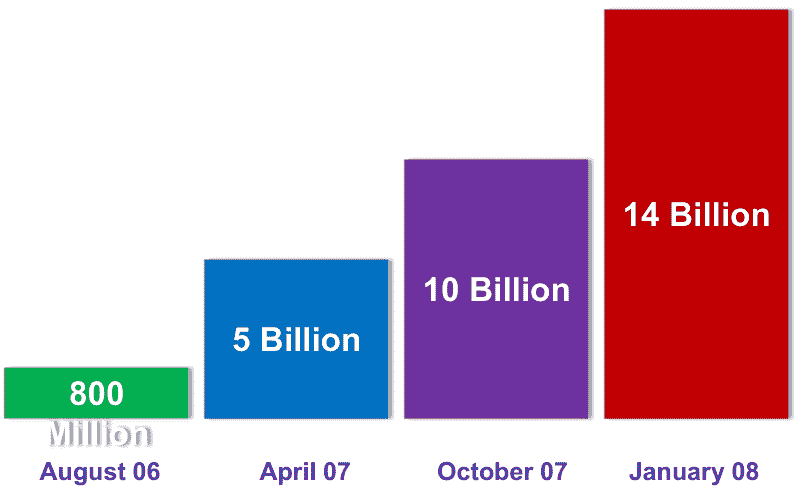 14 Billion
10 Billion
5 Billion
800
Million
August 06
April 07
October 07
January 08